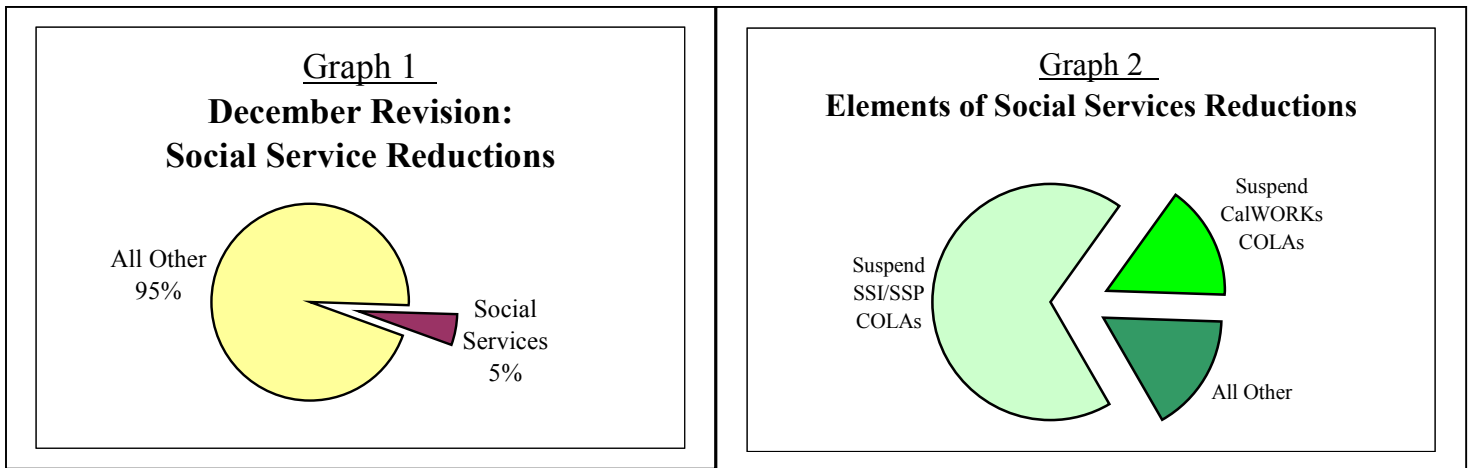 Graph 1
December Revision:
Social Service Reductions
All Other
95%
Social
Services
5%
Graph 2
Elements of Social Services Reductions
Suspend
SSI/SSP
COLAs
Suspend
CalWORKs
COLAs
All Other